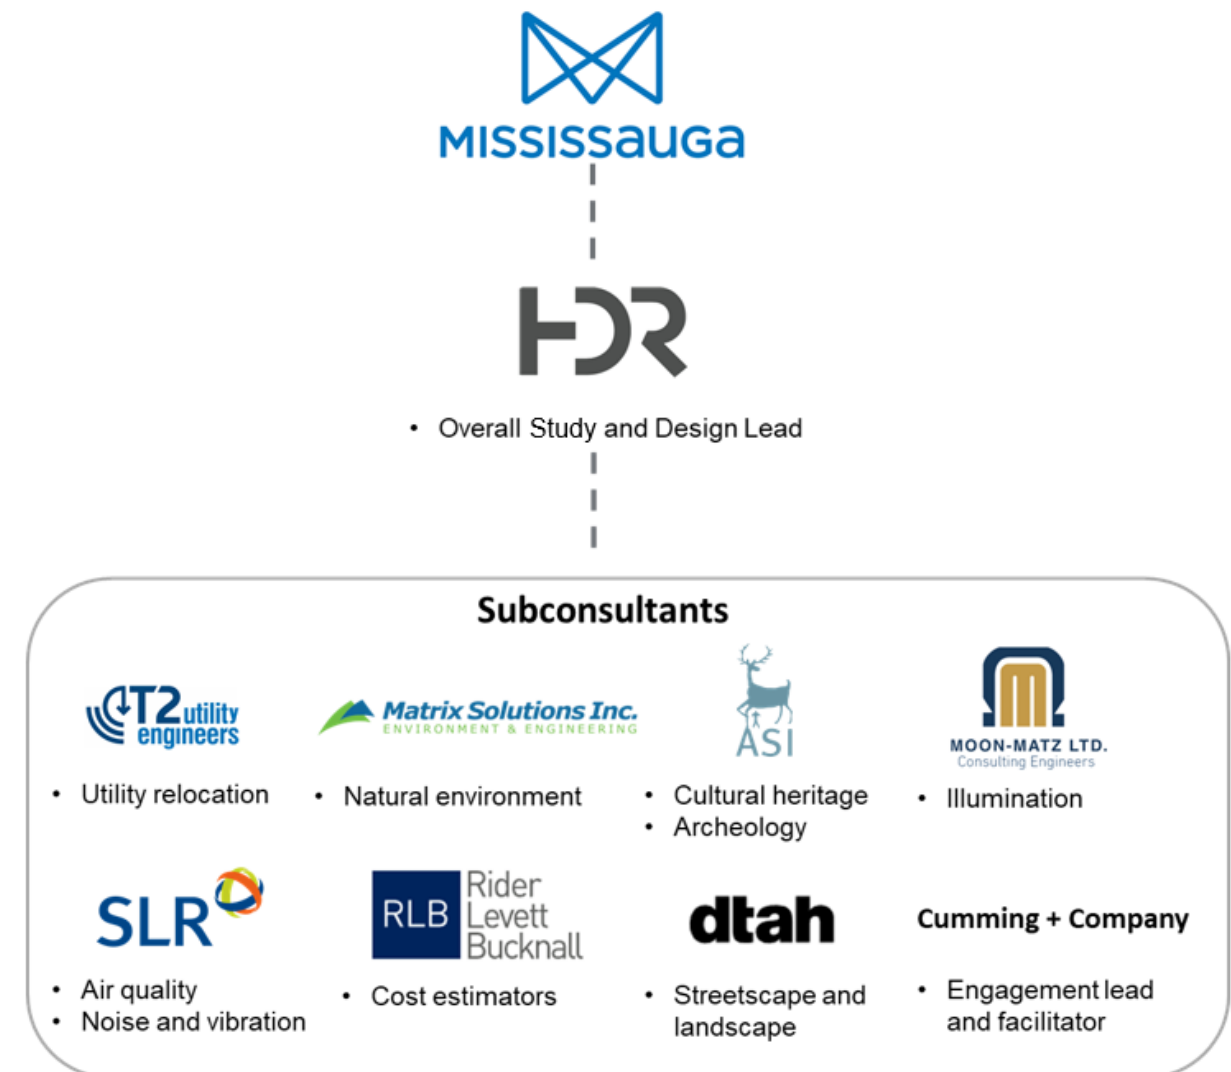 MISSISSauGa
HDR
• Overall Study and Design Lead
Subconsultants
T2 utility
engineers
Matrix Solutions Inc.
ENVIRONMENT & ENGINEERING
ASI
M
MOON-MATZ LTD.
Consulting Engineers
• Utility relocation
• Natural environment
• Cultural heritage
• Archeology
• Illumination
SLR
RLB
Rider
Levett
Bucknall
dtah
Cumming + Company
• Air quality
• Noise and vibration
• Cost estimators
• Streetscape and
landscape
• Engagement lead
and facilitator